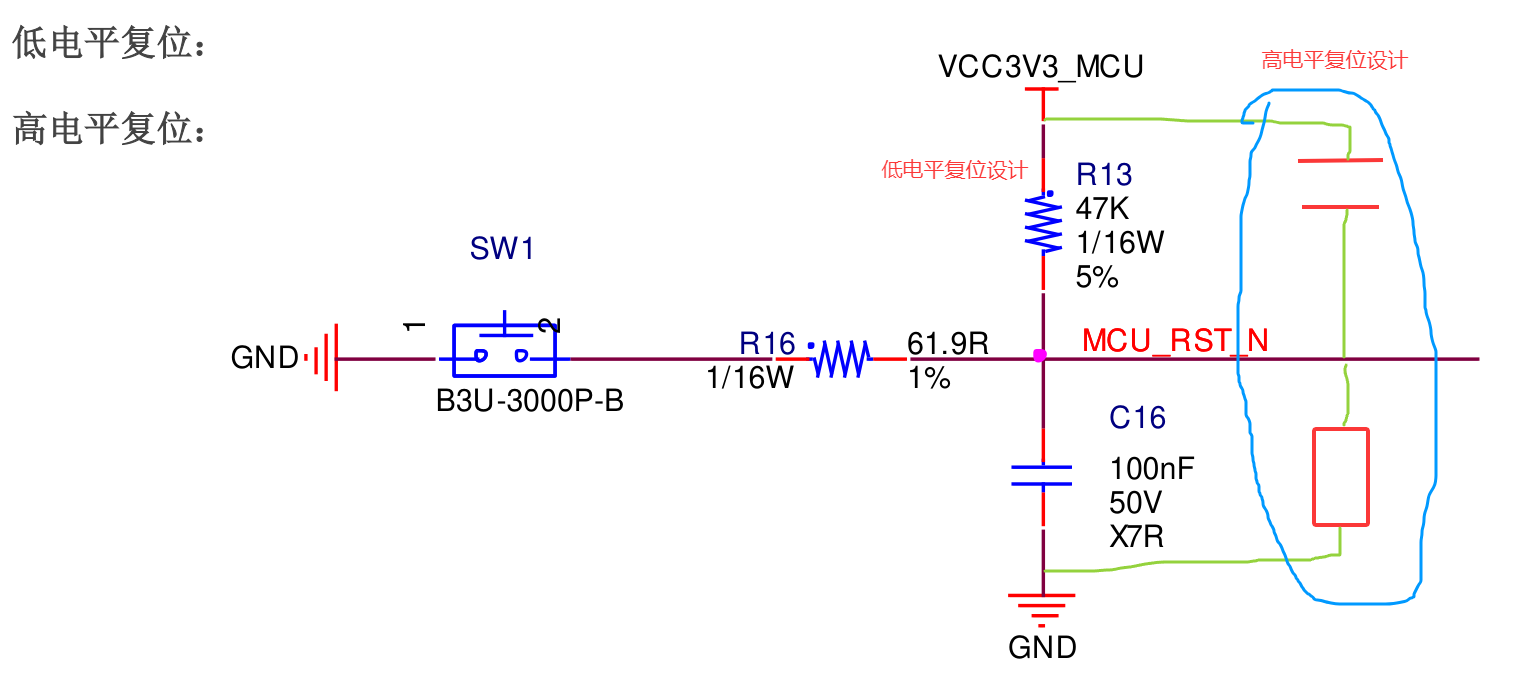 低电平复位：
高电平复位：
VCC3V3_MCU
高电平复位设计
低电平复位设计
R13
47K
1/16W
5%
SW1
1
2
GND
B3U-3000P-B
R16
1/16W
61.9R
1%
MCU_RST_N
C16
100nF
50V
X7R
GND